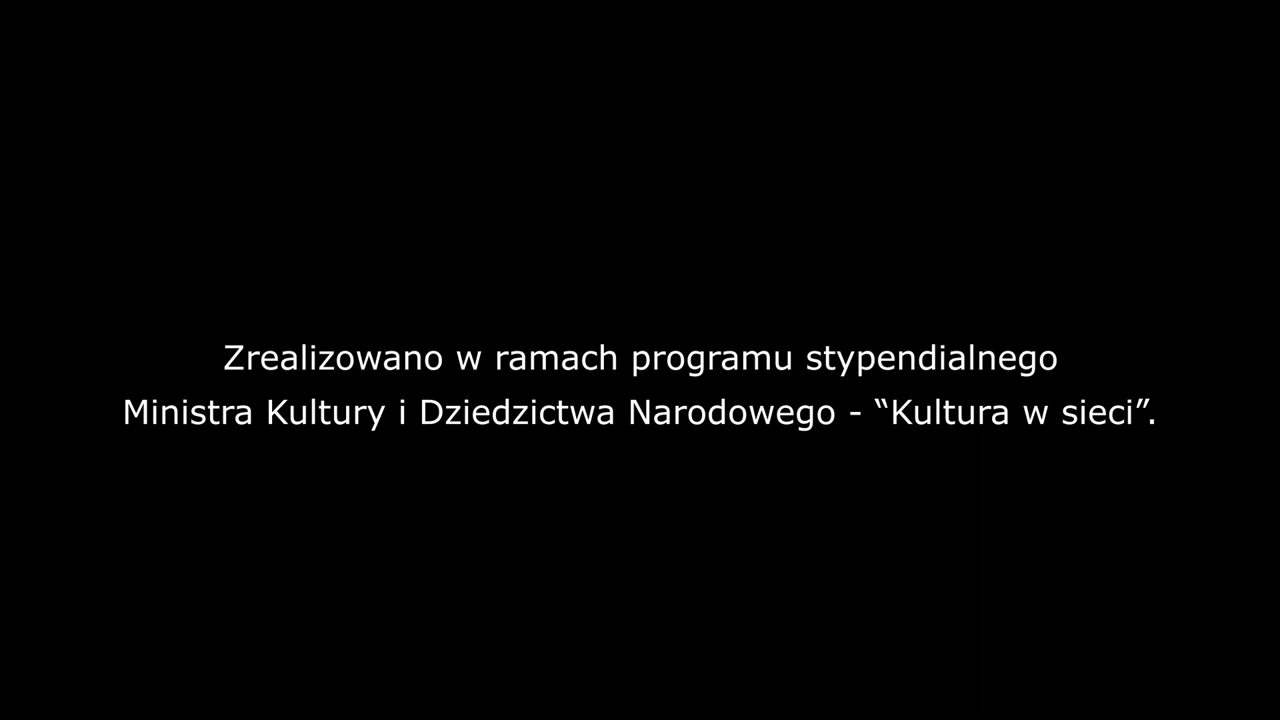 Zrealizowano w ramach programu stypendialnego
Ministra Kultury i Dziedzictwa Narodowego - “Kultura w sieci”.